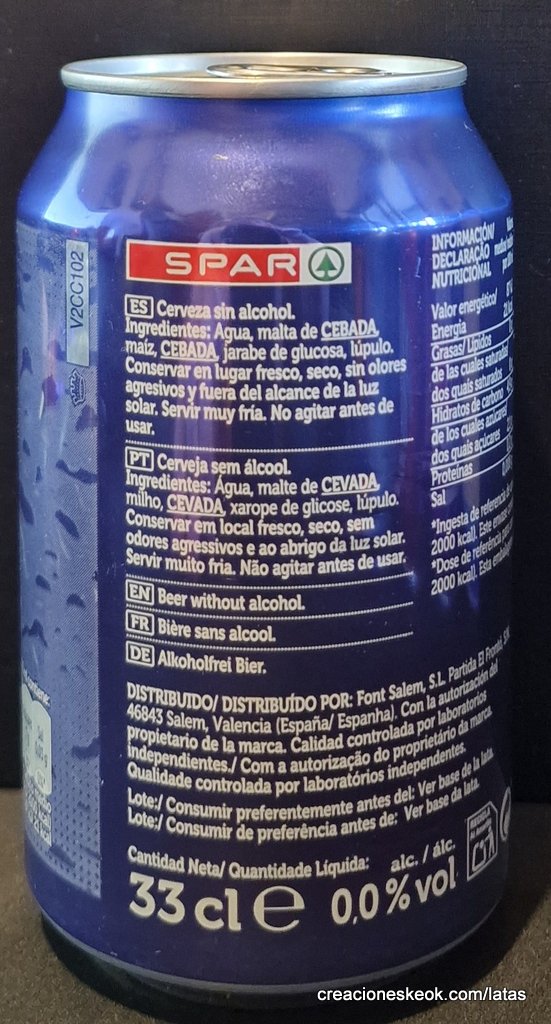 SPAR
V2CC102
ES Cerveza sin alcohol.
Ingredientes: Agua, malta de CEBADA,
maíz, CEBADA, jarabe de glucosa, lúpulo.
Conservar en lugar fresco, seco, sin olores
agresivos y fuera del alcance de la luz
solar. Servir muy fría. No agitar antes de
usar.
PT Cerveja sem álcool.
Ingredientes: Água, malte de CEVADA,
milho, CEVADA, xarope de glicose, lúpulo.
Conservar em local fresco, seco, sem
odores agressivos e ao abrigo da luz solar.
Servir muito fria. Não agitar antes de usar.
EN Beer without alcohol.
FR Bière sans alcool.
DE Alkoholfrei Bier.
DISTRIBUIDO/ DISTRIBUÍDO POR: Font Salem, S.L. Partida El Frontó,
46843 Salem, Valencia (España/ Espanha). Con la autorización del
propietario de la marca. Calidad controlada por laboratorios
independientes./ Com a autorização do proprietário da marca.
Qualidade controlada por laboratórios independentes.
Lote:/ Consumir preferentemente antes del: Ver base de la lata.
Lote:/ Consumir de preferência antes de: Ver base da lata.
Cantidad Neta/ Quantidade Líquida: alc. / álc.
33 cl e 0,0 % vol
INFORMACIÓN/
DECLARAÇÃO
NUTRICIONAL
Valor energético/
Energia
Grasas/ Lípidos
de las cuales saturadas
dos quais saturados
Hidratos de carbono
de los cuales azúcares/
dos quais açúcares
Proteínas
Sal
*Ingesta de referencia
2000 kcal). Este
*Dose de referência
2000 kcal). Esta
creacioneskeok.com/latas